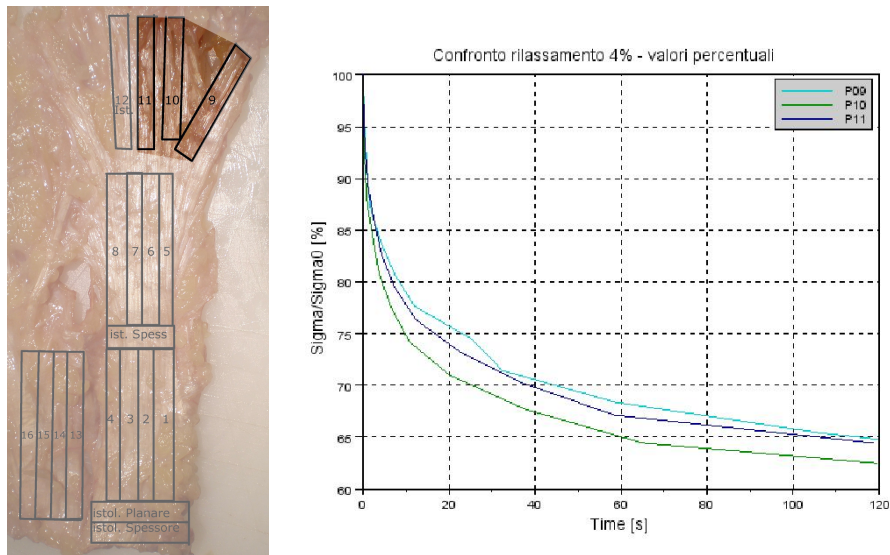 12
Ist.
11
10
9
8
7
6
5
ist. Spess
4
3
2
1
16
15
14
13
istol. Planare
istol. Spessore
Confronto rilassamento 4% - valori percentuali
P09
P10
P11
Sigma/Sigma0 [%]
100
95
90
85
80
75
70
65
60
0 20 40 60 80 100 120
Time [s]